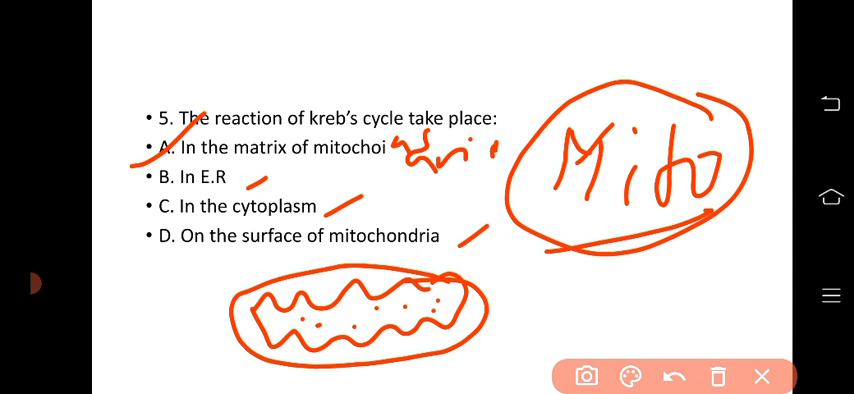 • 5. The reaction of kreb's cycle take place:
• A. In the matrix of mitochoi
• B. In E.R
• C. In the cytoplasm
• D. On the surface of mitochondria
Mito